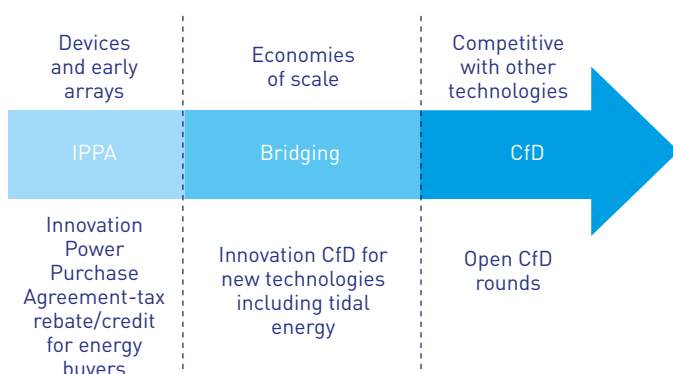 Devices
and early
arrays
Economies
of scale
Competitive
with other
technologies
IPPA
Bridging
CfD
Innovation
Power
Purchase
Agreement-tax
rebate/credit
for energy
buyers
Innovation CfD for
new technologies
including tidal
energy
Open CfD
rounds